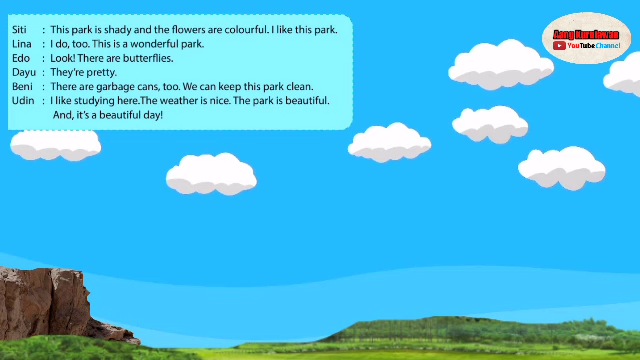 Siti : This park is shady and the flowers are colourful. I like this park.
Lina : I do, too. This is a wonderful park.
Edo : Look! There are butterflies.
Dayu : They're pretty.
Beni : There are garbage cans, too. We can keep this park clean.
Udin : I like studying here.The weather is nice. The park is beautiful.
And, it's a beautiful day!
Aang Kurniawan
YouTube Channel